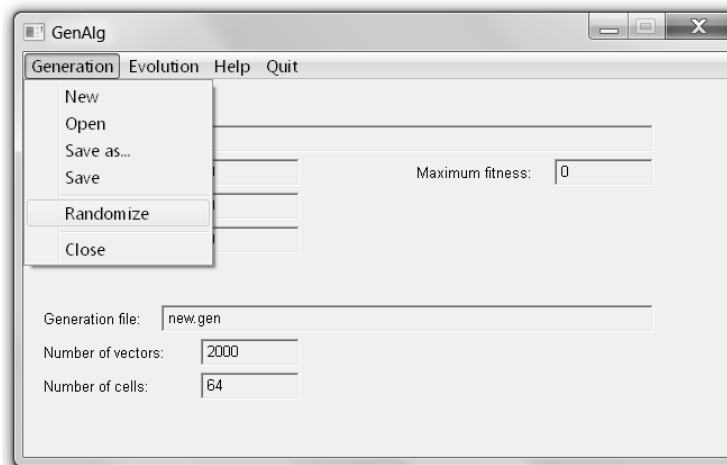 GenAlg
Generation Evolution Help Quit
New
Open
Save as...
Save
Randomize
Close
Maximum fitness: 0
Generation file: new.gen
Number of vectors: 2000
Number of cells: 64